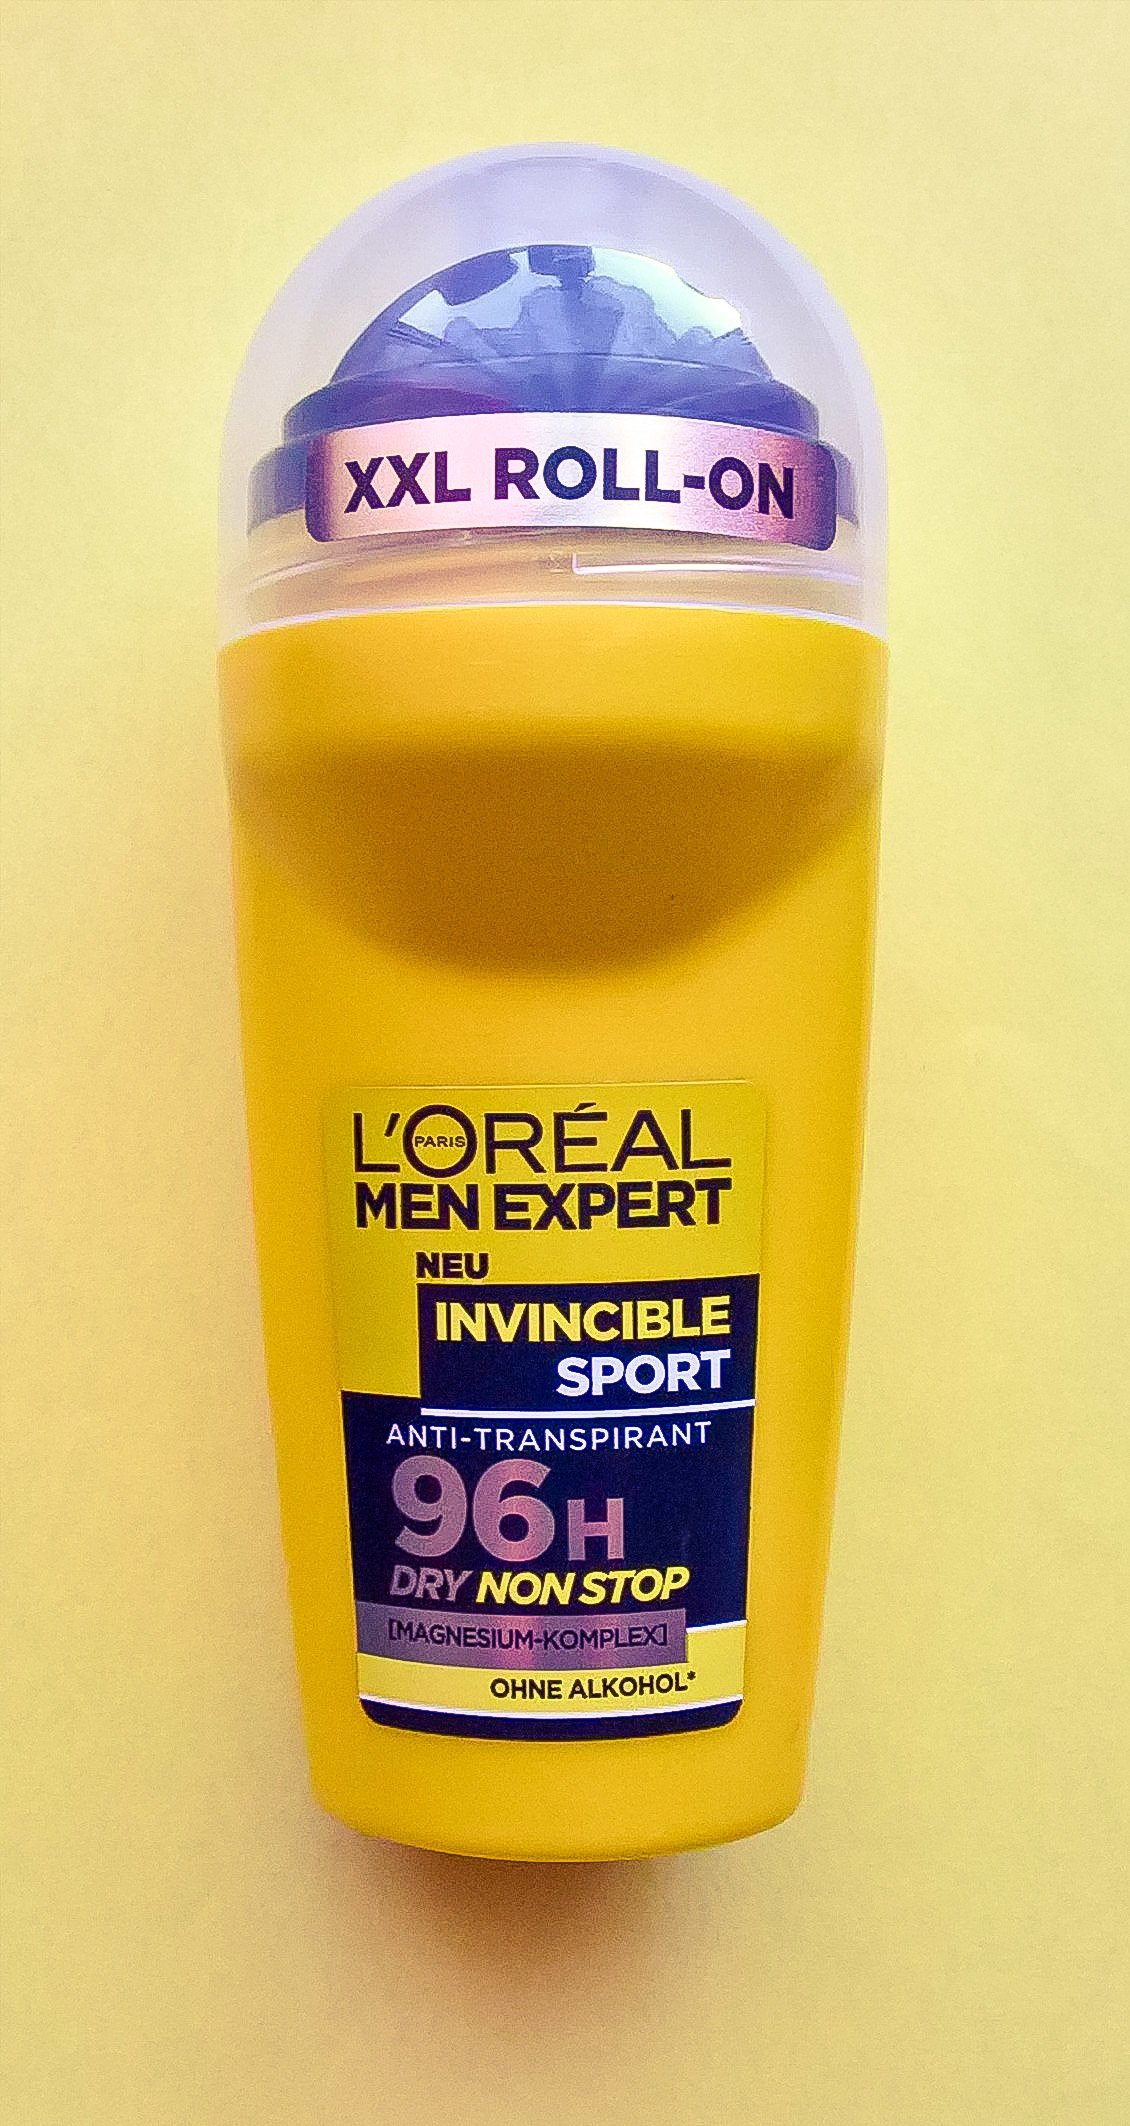 XXL ROLL-ON
L'ORÉAL
PARIS
MEN EXPERT
NEU
INVINCIBLE
SPORT
ANTI-TRANSPIRANT
96H
DRY NON STOP
[MAGNESIUM-KOMPLEX]
OHNE ALKOHOL*